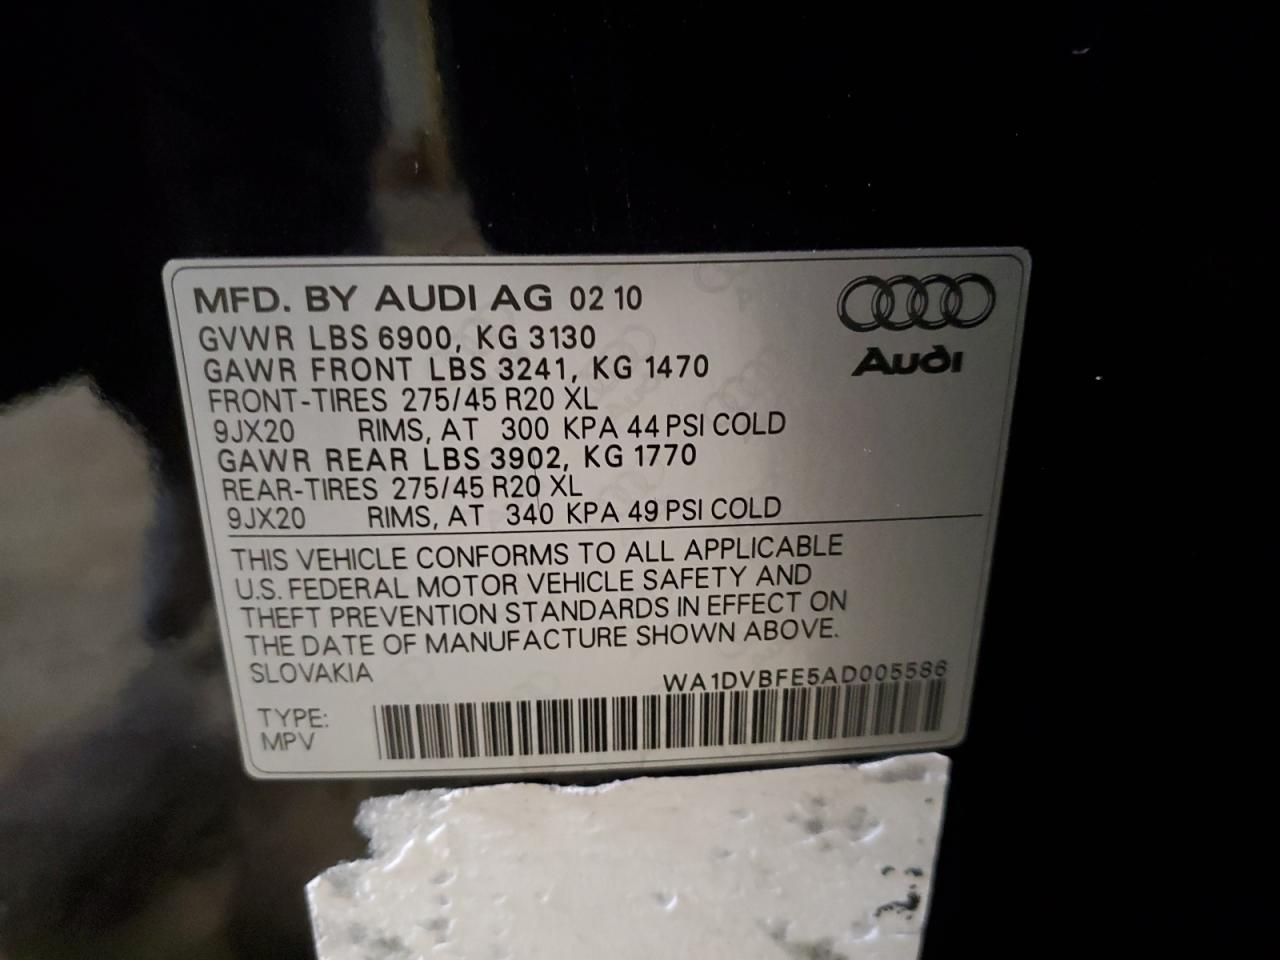 MFD. BY AUDI AG 02 10
GVWR LBS 6900, KG 3130
GAWR FRONT LBS 3241, KG 1470
FRONT-TIRES 275/45 R20 XL
9JX20 RIMS, AT 300 KPA 44 PSI COLD
GAWR REAR LBS 3902, KG 1770
REAR-TIRES 275/45 R20 XL
9JX20 RIMS, AT 340 KPA 49 PSI COLD
Audi
THIS VEHICLE CONFORMS TO ALL APPLICABLE
U.S. FEDERAL MOTOR VEHICLE SAFETY AND
THEFT PREVENTION STANDARDS IN EFFECT ON
THE DATE OF MANUFACTURE SHOWN ABOVE.
SLOVAKIA
WA1DVBFE5AD005586
TYPE:
MPV